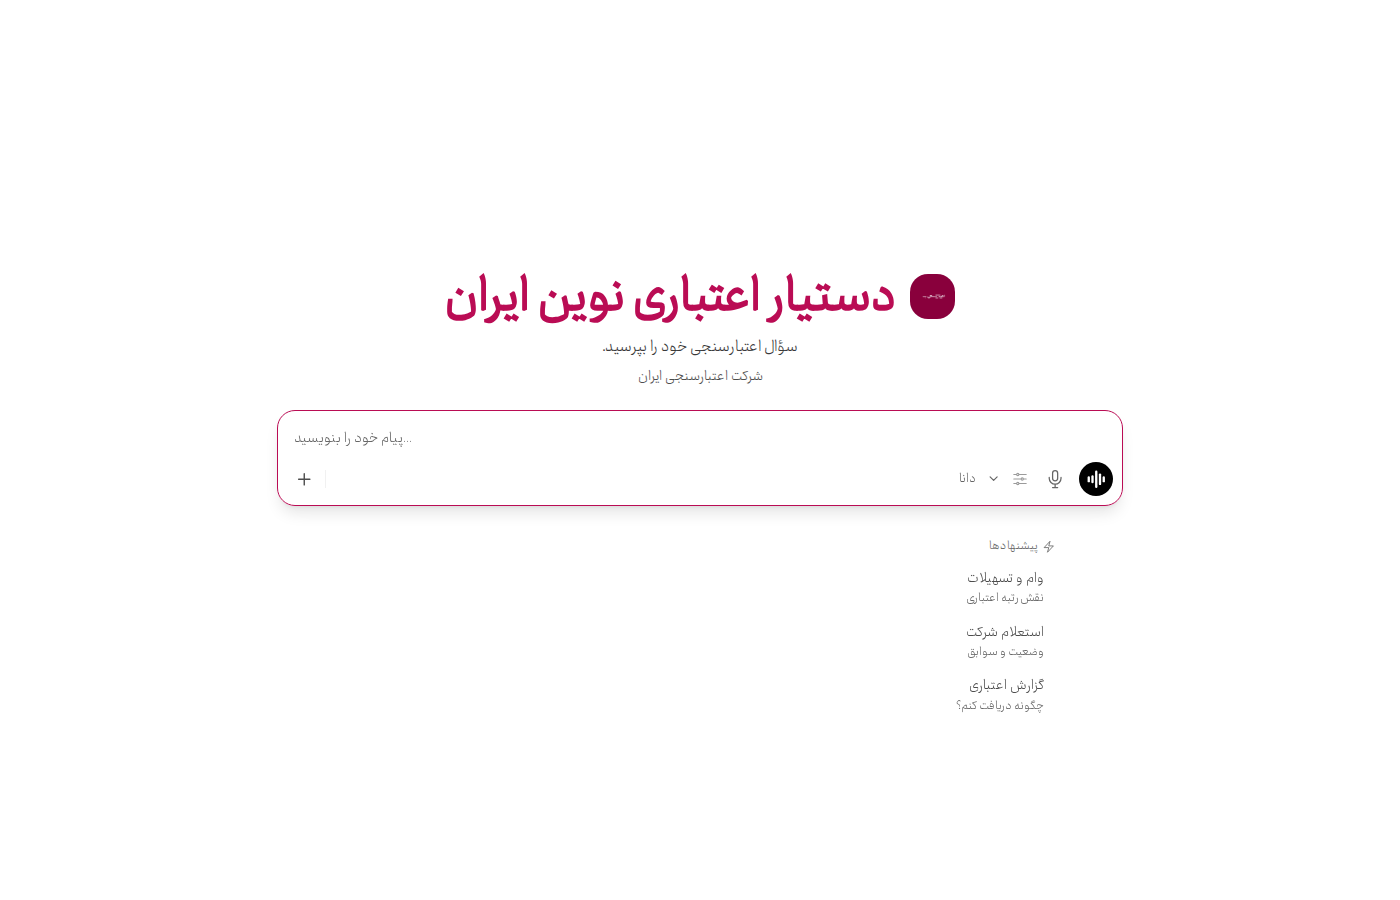 دستیار اعتباری نوین ایران
سؤال اعتبارسنجی خود را بپرسید.
شرکت اعتبارسنجی ایران
پیام خود را بنویسید...
دانا
پیشنهادها
وام و تسهیلات
نقش رتبه اعتباری
استعلام شرکت
وضعیت و سوابق
گزارش اعتباری
چگونه دریافت کنم؟